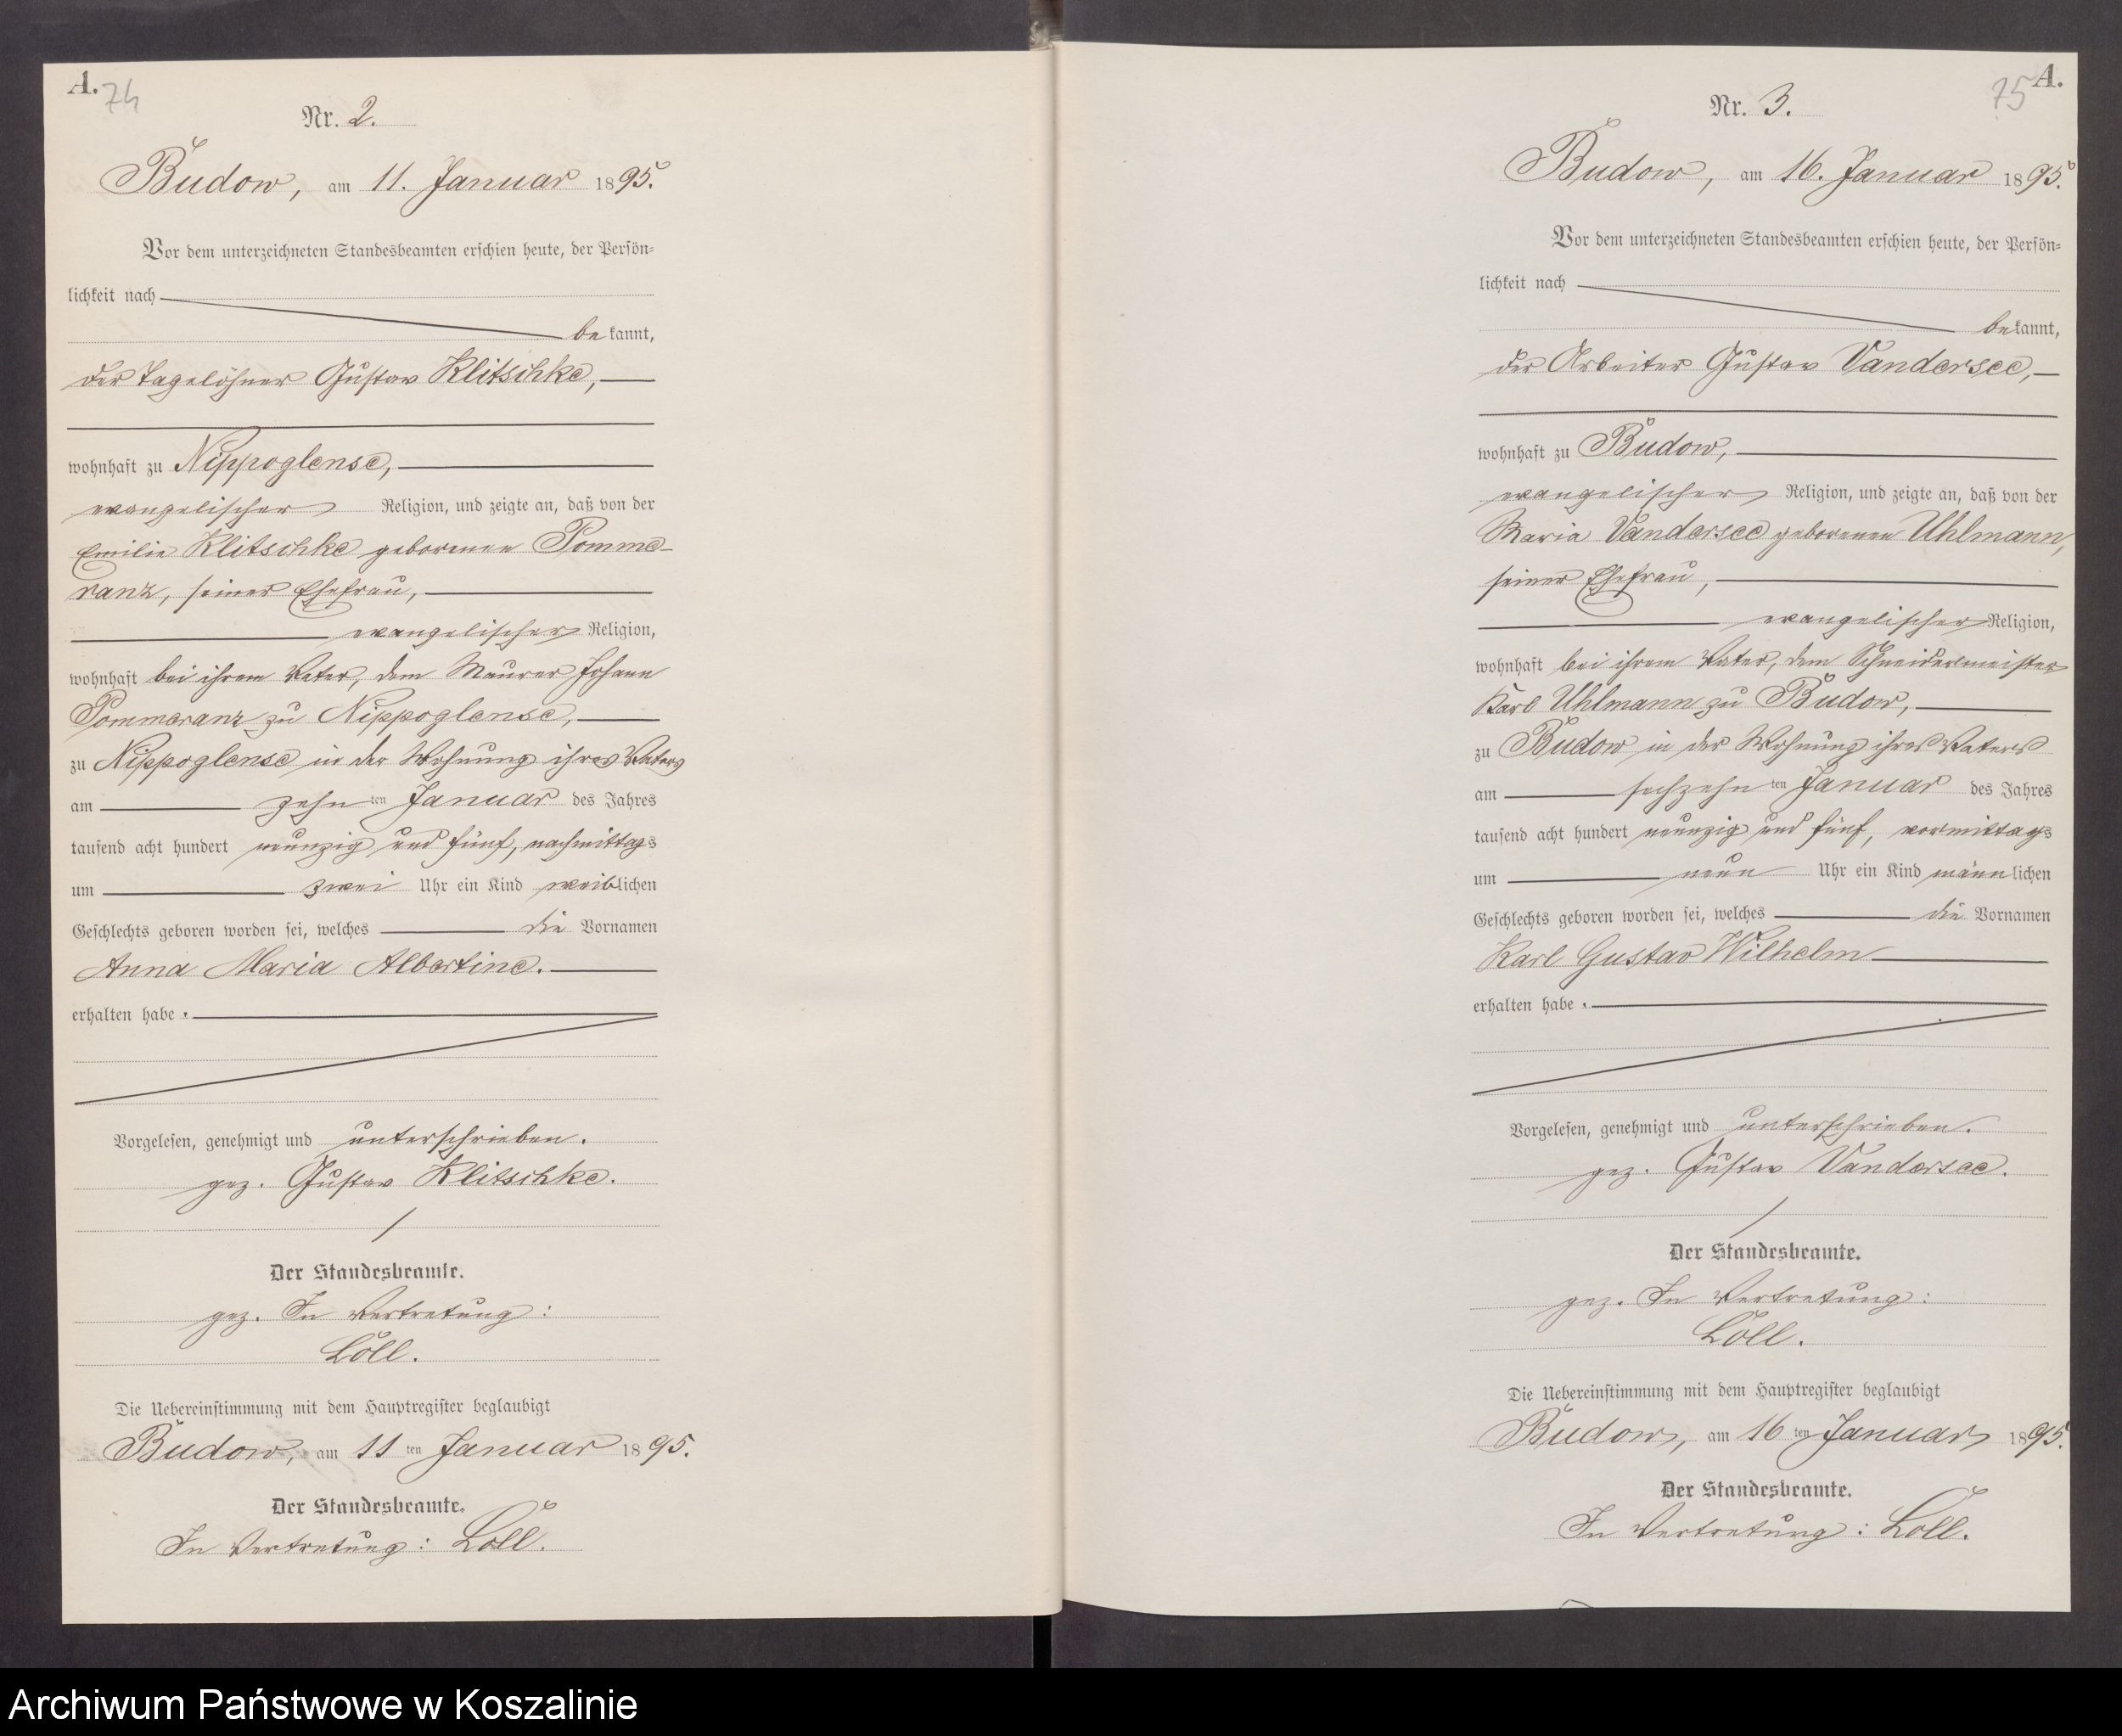 A.
74
Nr. 2.
Budow, am 11. Januar 1895.
Vor dem unterzeichneten Standesbeamten erschien heute, der Persön-
lichkeit nach
bekannt,
der Tagelöhner Gustav Klitschke,
wohnhaft zu Nippoglense,
evangelischer Religion, und zeigte an, daß von der
Emilie Klitschke geborenen Pomme-
ranz, seiner Ehefrau,
evangelischer Religion,
wohnhaft bei ihrem Vater, dem Maurer Johann
Pommeranz zu Nippoglense,
zu Nippoglense in der Wohnung ihres Vaters
am zehnten Januar des Jahres
tausend acht hundert neunzig und fünf, nachmittags
um zwei Uhr ein Kind weiblichen
Geschlechts geboren worden sei, welches die Vornamen
Anna Maria Albertine.
erhalten habe.
Vorgelesen, genehmigt und unterschrieben.
gez. Gustav Klitschke.
Der Standesbeamte.
gez. In Vertretung:
Löll.
Die Uebereinstimmung mit dem Hauptregister beglaubigt
Budow, am 11ten Januar 1895.
Der Standesbeamte.
In Vertretung: Löll.
75 A.
Nr. 3.
Budow, am 16. Januar 1895.
Vor dem unterzeichneten Standesbeamten erschien heute, der Persön-
lichkeit nach
bekannt,
der Arbeiter Gustav Vandersee,
wohnhaft zu Budow,
evangelischer Religion, und zeigte an, daß von der
Maria Vandersee geborenen Uhlmann,
seiner Ehefrau,
evangelischer Religion,
wohnhaft bei ihrem Vater, dem Schneidermeister
Karl Uhlmann zu Budow,
zu Budow in der Wohnung ihres Vaters
am sechzehnten Januar des Jahres
tausend acht hundert neunzig und fünf, vormittags
um neun Uhr ein Kind männlichen
Geschlechts geboren worden sei, welches die Vornamen
Karl Gustav Wilhelm
erhalten habe.
Vorgelesen, genehmigt und unterschrieben.
gez. Gustav Vandersee.
Der Standesbeamte.
gez. In Vertretung:
Löll.
Die Uebereinstimmung mit dem Hauptregister beglaubigt
Budow, am 16ten Januar 1895.
Der Standesbeamte.
In Vertretung: Löll.
Archiwum Państwowe w Koszalinie